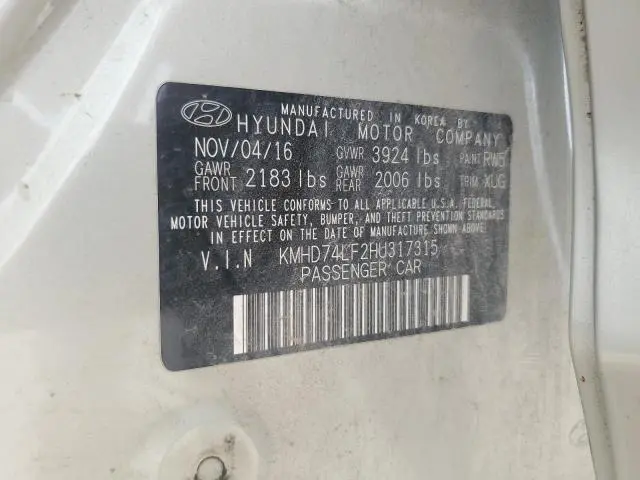 MANUFACTURED IN KOREA BY
HYUNDAI MOTOR COMPANY
NOV/04/16 GVWR 3924 lbs PAINT RW5
GAWR FRONT 2183 lbs GAWR REAR 2006 lbs TRIM XUG
THIS VEHICLE CONFORMS TO ALL APPLICABLE U.S.A. FEDERAL
MOTOR VEHICLE SAFETY, BUMPER, AND THEFT PREVENTION
STANDARDS IN EFFECT ON THE DATE OF MANUFACTURE SHOWN ABOVE.
V.I.N KMHD74LF2HU317315
PASSENGER CAR